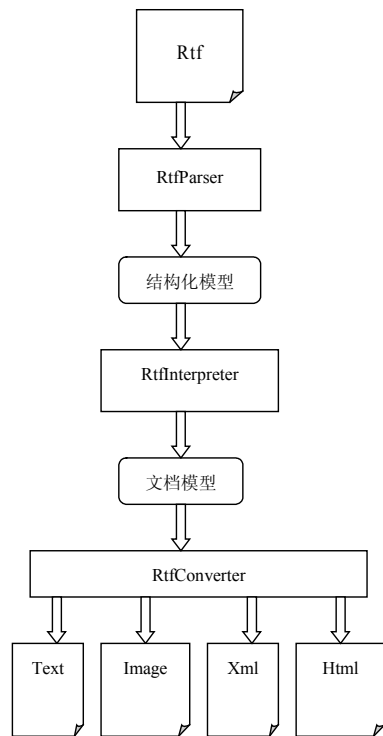 Rtf
RtfParser
结构化模型
RtfInterpreter
文档模型
RtfConverter
Text Image Xml Html